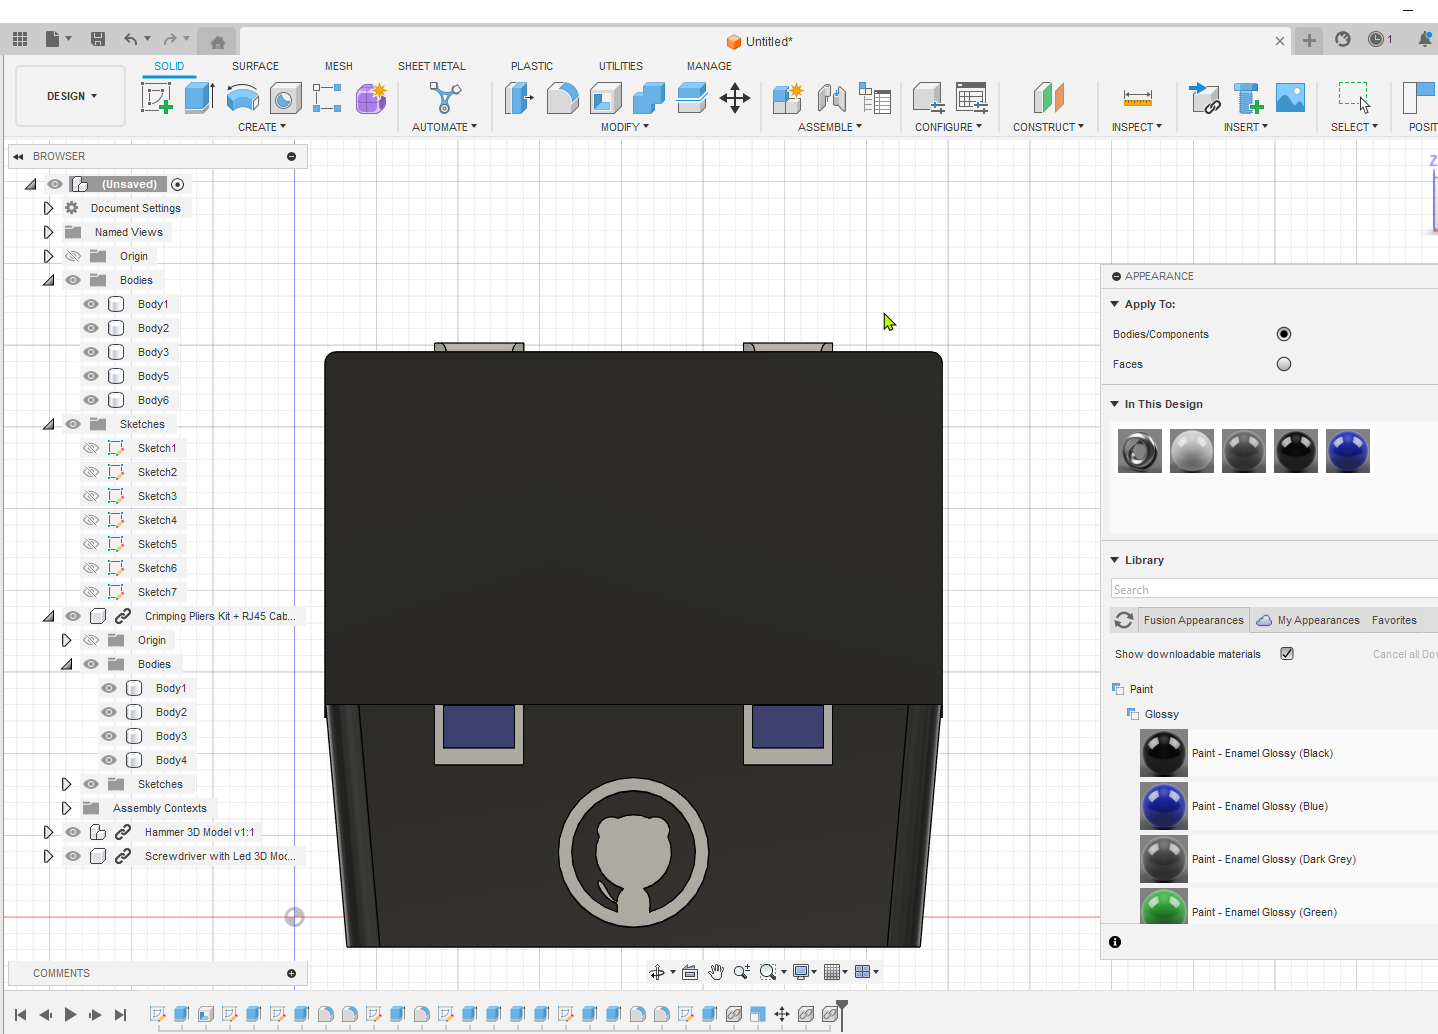 Untitled*
1
SOLID SURFACE MESH SHEET METAL PLASTIC UTILITIES MANAGE
DESIGN
CREATE AUTOMATE MODIFY ASSEMBLE CONFIGURE CONSTRUCT INSPECT INSERT SELECT POSIT
BROWSER
Z
(Unsaved)
Document Settings
Named Views
Origin
Bodies
Body1
Body2
Body3
Body5
Body6
Sketches
Sketch1
Sketch2
Sketch3
Sketch4
Sketch5
Sketch6
Sketch7
Crimping Pliers Kit + RJ45 Cab...
Origin
Bodies
Body1
Body2
Body3
Body4
Sketches
Assembly Contexts
Hammer 3D Model v1:1
Screwdriver with Led 3D Moc...
COMMENTS
APPEARANCE
Apply To:
Bodies/Components
Faces
In This Design
Library
Search
Fusion Appearances My Appearances Favorites
Show downloadable materials Cancel all Dov
Paint
Glossy
Paint - Enamel Glossy (Black)
Paint - Enamel Glossy (Blue)
Paint - Enamel Glossy (Dark Grey)
Paint - Enamel Glossy (Green)